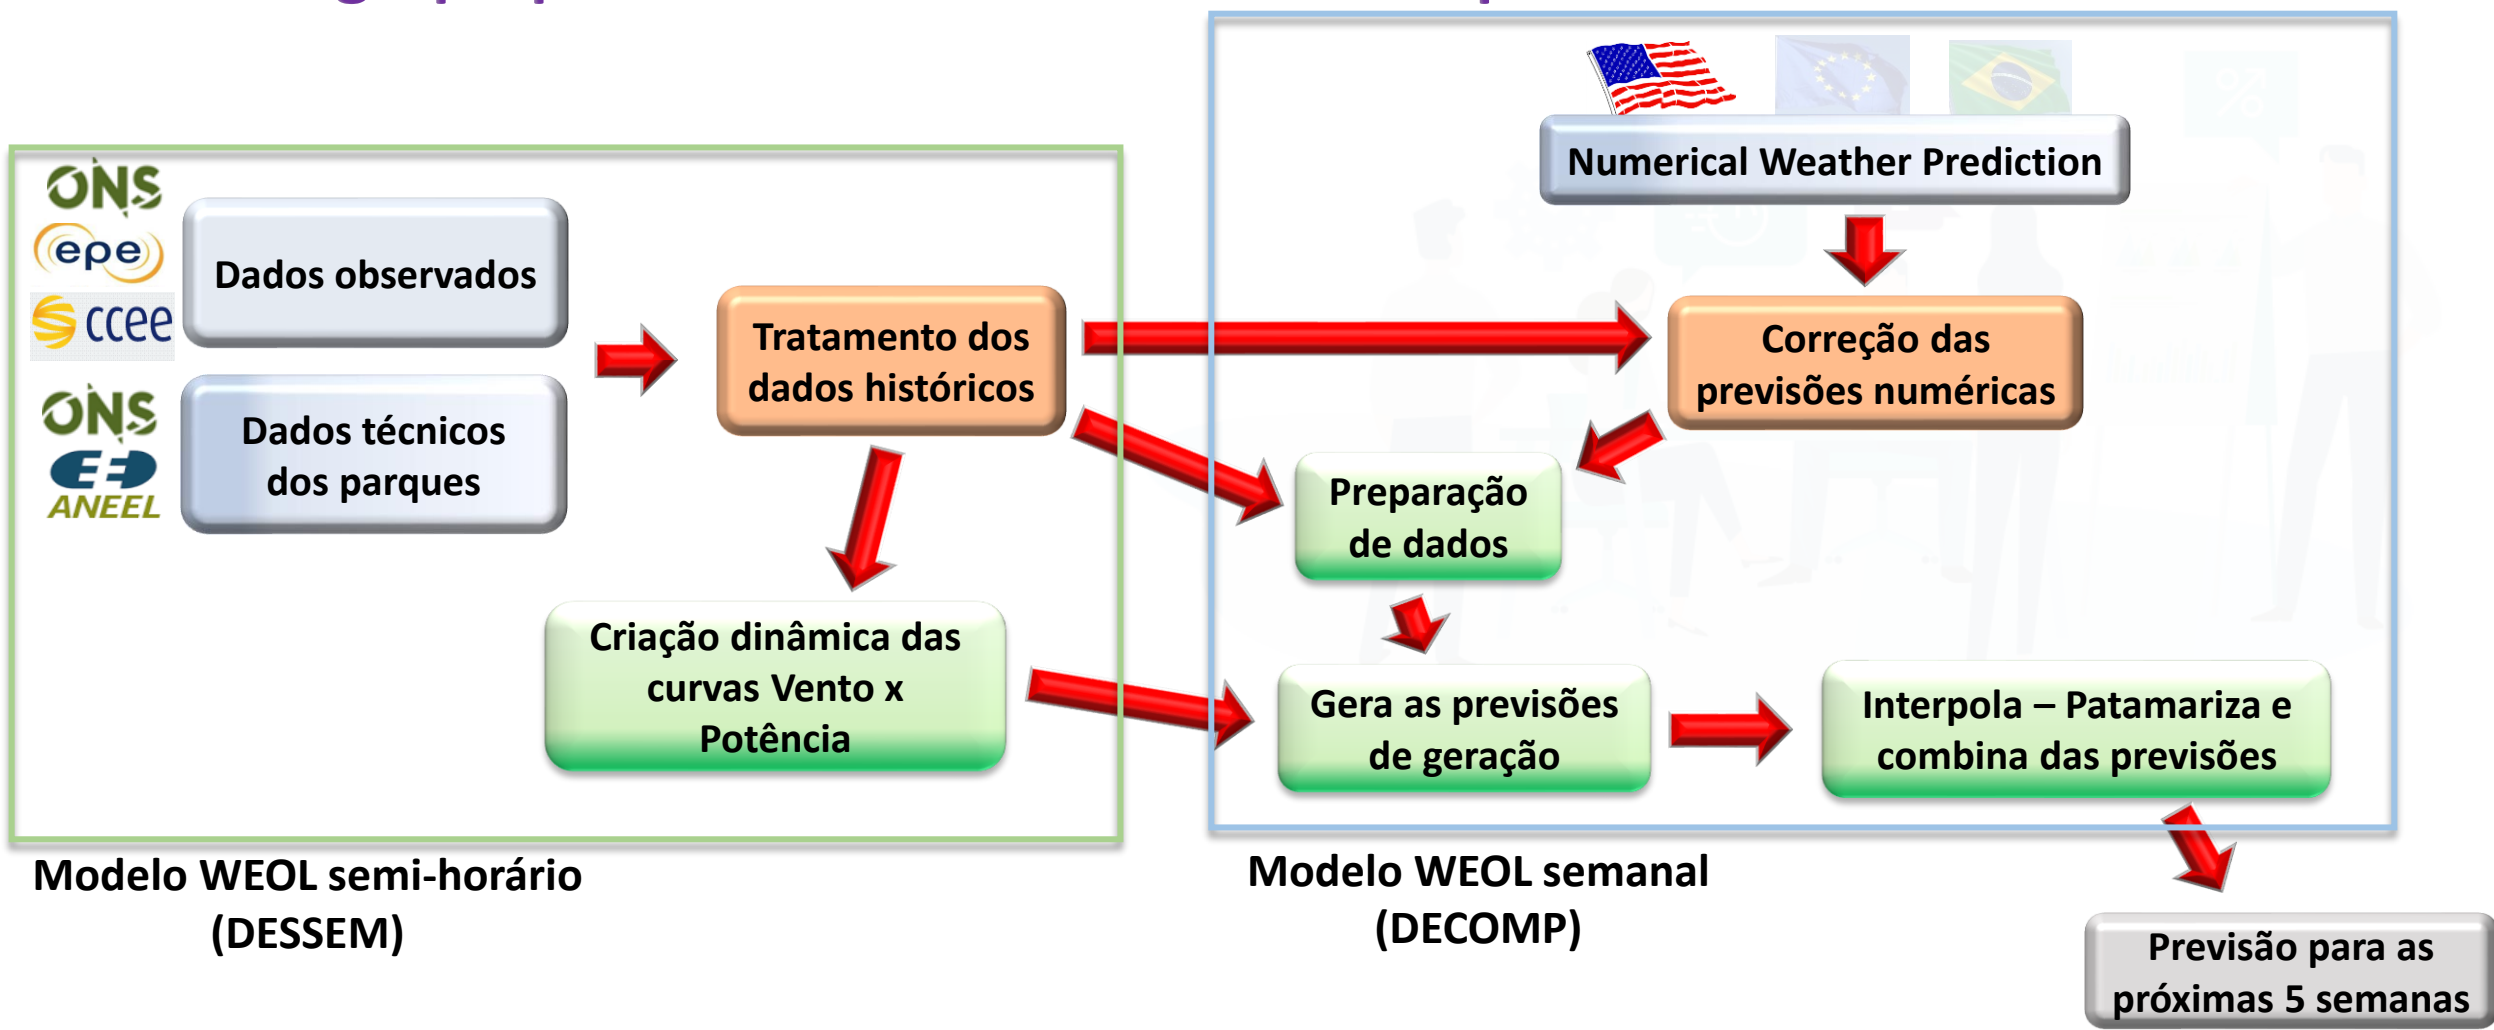 ONS
epe
ccee
Dados observados
ONS
ANEEL
Dados técnicos
dos parques
Tratamento dos
dados históricos
Criação dinâmica das
curvas Vento x
Potência
Modelo WEOL semi-horário
(DESSEM)
Numerical Weather Prediction
Correção das
previsões numéricas
Preparação
de dados
Gera as previsões
de geração
Interpola – Patamariza e
combina das previsões
Modelo WEOL semanal
(DECOMP)
Previsão para as
próximas 5 semanas